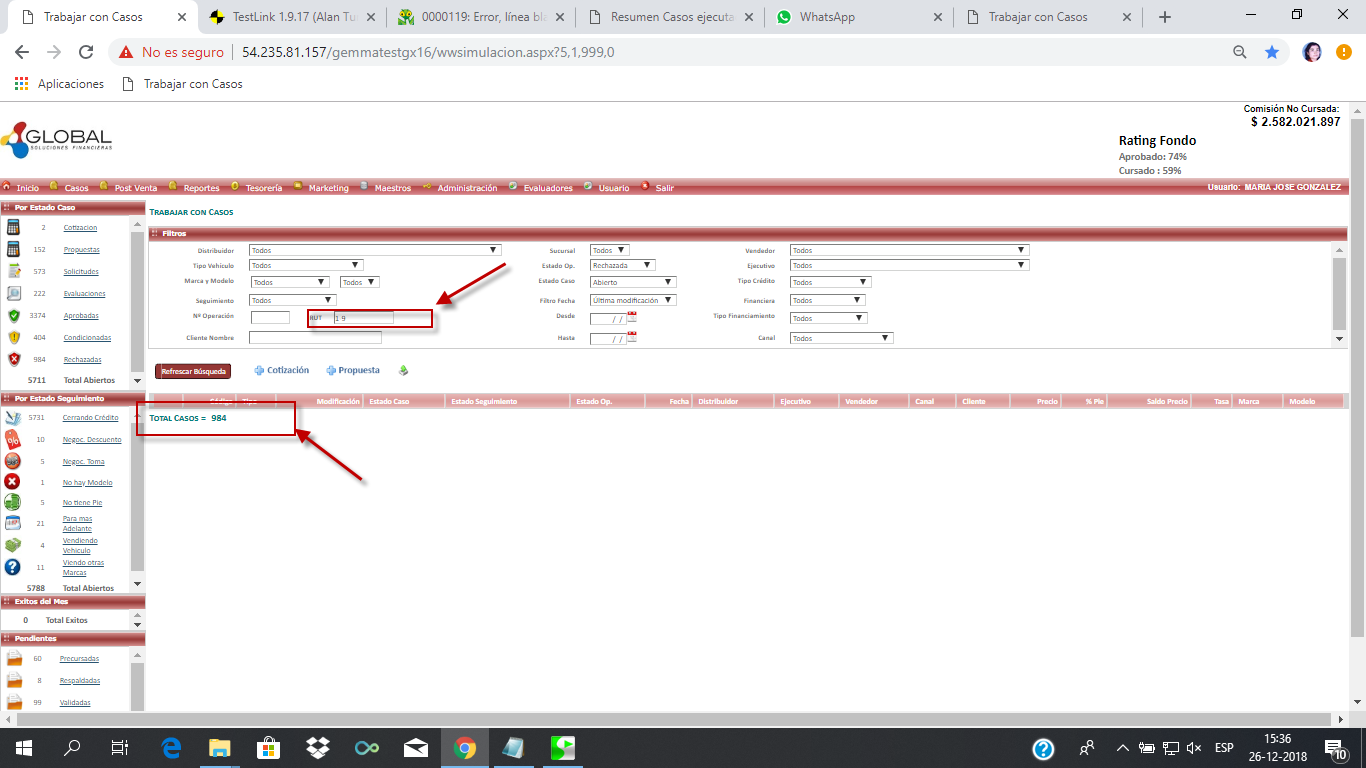 Trabajar con Casos
TestLink 1.9.17 (Alan Tu
0000119: Error, línea bla
Resumen Casos ejecuta
WhatsApp
Trabajar con Casos
No es seguro
54.235.81.157/gemmatestgx16/wwsimulacion.aspx?5,1,999,0
Aplicaciones
Trabajar con Casos
Comisión No Cursada:
$ 2.582.021.897
GLOBAL
SOLUCIONES FINANCIERAS
Rating Fondo
Aprobado: 74%
Cursado : 59%
Inicio Casos Post Venta Reportes Tesorería Marketing Maestros Administración Evaluadores Usuario Salir
Usuario: MARIA JOSE GONZALEZ
Por Estado Caso
2 Cotizacion
152 Propuestas
573 Solicitudes
222 Evaluaciones
3374 Aprobadas
404 Condicionadas
984 Rechazadas
5711 Total Abiertos
Por Estado Seguimiento
5731 Cerrando Crédito
10 Negoc. Descuento
5 Negoc. Toma
1 No hay Modelo
5 No tiene Pie
21 Para mas
Adelante
4 Vendiendo
Vehiculo
11 Viendo otras
Marcas
5788 Total Abiertos
Exitos del Mes
0 Total Exitos
Pendientes
60 Precursadas
8 Respaldadas
99 Validadas
Trabajar con Casos
Filtros
Distribuidor Todos Sucursal Todos Vendedor Todos
Tipo Vehículo Todos Estado Op. Rechazada Ejecutivo Todos
Marca y Modelo Todos Todos Estado Caso Abierto Tipo Crédito Todos
Seguimiento Todos Filtro Fecha Última modificación Financiera Todos
Nº Operación RUT 1 9 Desde / / Tipo Financiamiento Todos
Cliente Nombre Hasta / / Canal Todos
Refrescar Búsqueda Cotización Propuesta
Código Tipo Modificación Estado Caso Estado Seguimiento Estado Op. Fecha Distribuidor Ejecutivo Vendedor Canal Cliente Precio % Pie Saldo Precio Tasa Marca Modelo
Total Casos = 984
ESP
15:36
26-12-2018
10